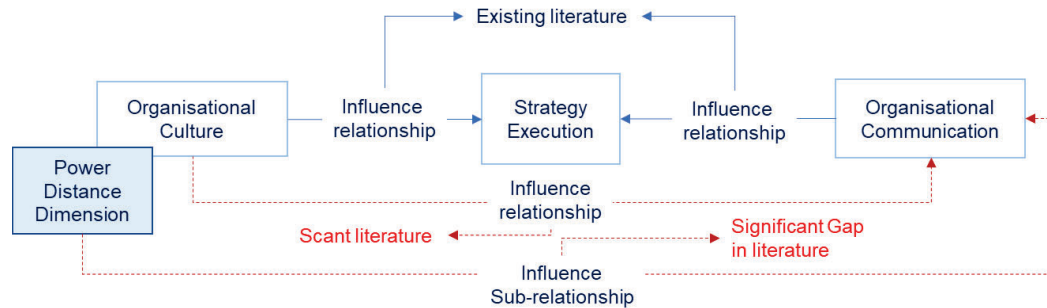 Existing literature
Organisational
Culture
Influence
relationship
Strategy
Execution
Influence
relationship
Organisational
Communication
Power
Distance
Dimension
Influence
relationship
Scant literature
Significant Gap
in literature
Influence
Sub-relationship